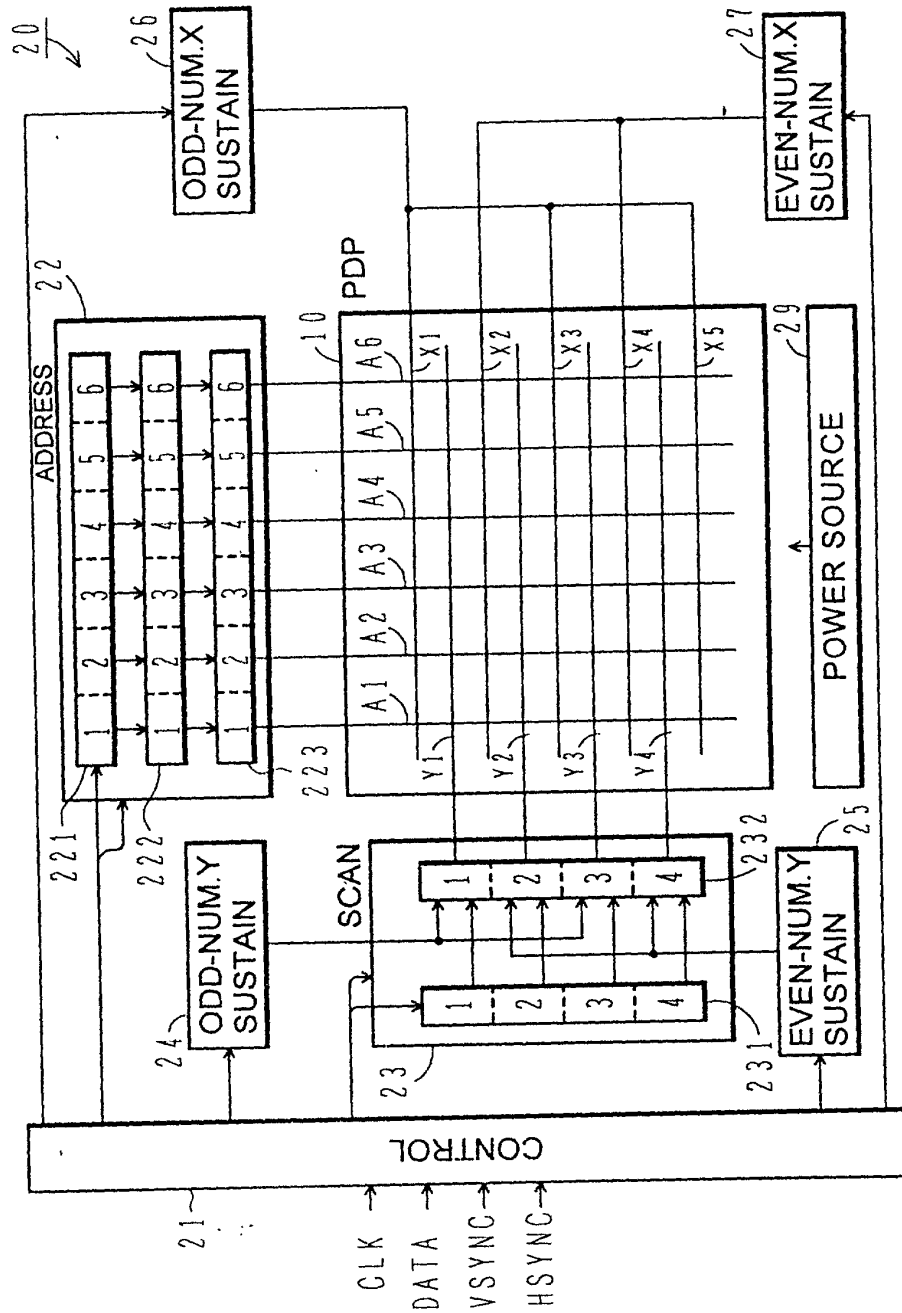 20
26
ODD-NUM.X
SUSTAIN
27
EVEN-NUM.X
SUSTAIN
ADDRESS
22
1 2 3 4 5 6
1 2 3 4 5 6
1 2 3 4 5 6
221
222
223
PDP
10
A1
A2
A3
A4
A5
A6
X1
X2
X3
X4
X5
Y1
Y2
Y3
Y4
29
POWER SOURCE
24
ODD-NUM.Y
SUSTAIN
SCAN
1
2
3
4
1
2
3
4
23
231
232
25
EVEN-NUM.Y
SUSTAIN
CONTROL
21
CLK
DATA
VSYNC
HSYNC